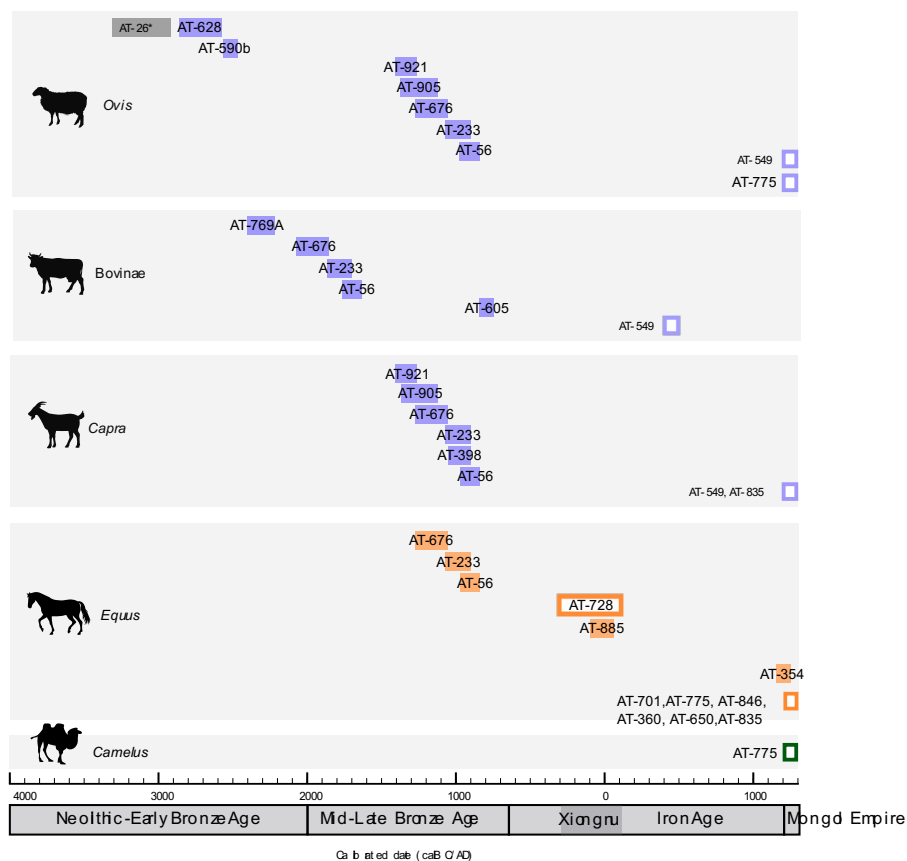 AT-26* AT-628
AT-590b
AT-921
AT-905
Ovis
AT-676
AT-233
AT-56
AT-549
AT-775
AT-769A
AT-676
Bovinae
AT-233
AT-56
AT-605
AT-549
AT-921
AT-905
AT-676
Capra
AT-233
AT-398
AT-56
AT-549, AT-835
AT-676
AT-233
AT-56
AT-728
Equus
AT-885
AT-354
AT-701,AT-775, AT-846,
AT-360, AT-650,AT-835
Camelus
AT-775
4000 3000 2000 1000 0 1000
Neolithic-Early Bronze Age Mid-Late Bronze Age Xiongnu Iron Age Mongol Empire
Calibrated date (calBC/AD)